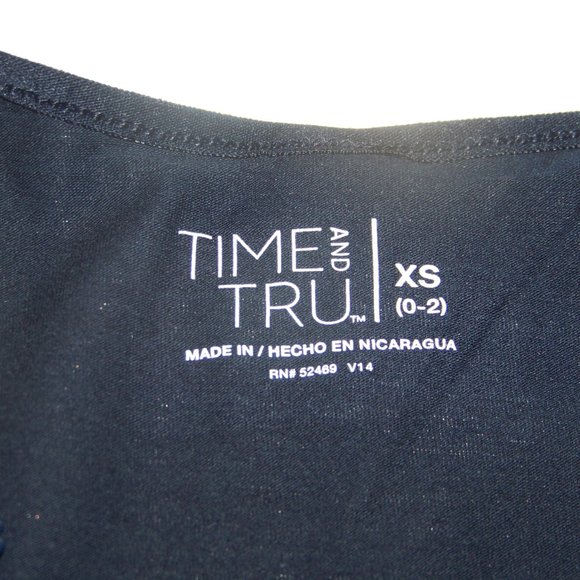 TIME AND
TRU™
XS
(0-2)
MADE IN / HECHO EN NICARAGUA
RN# 52469 V14